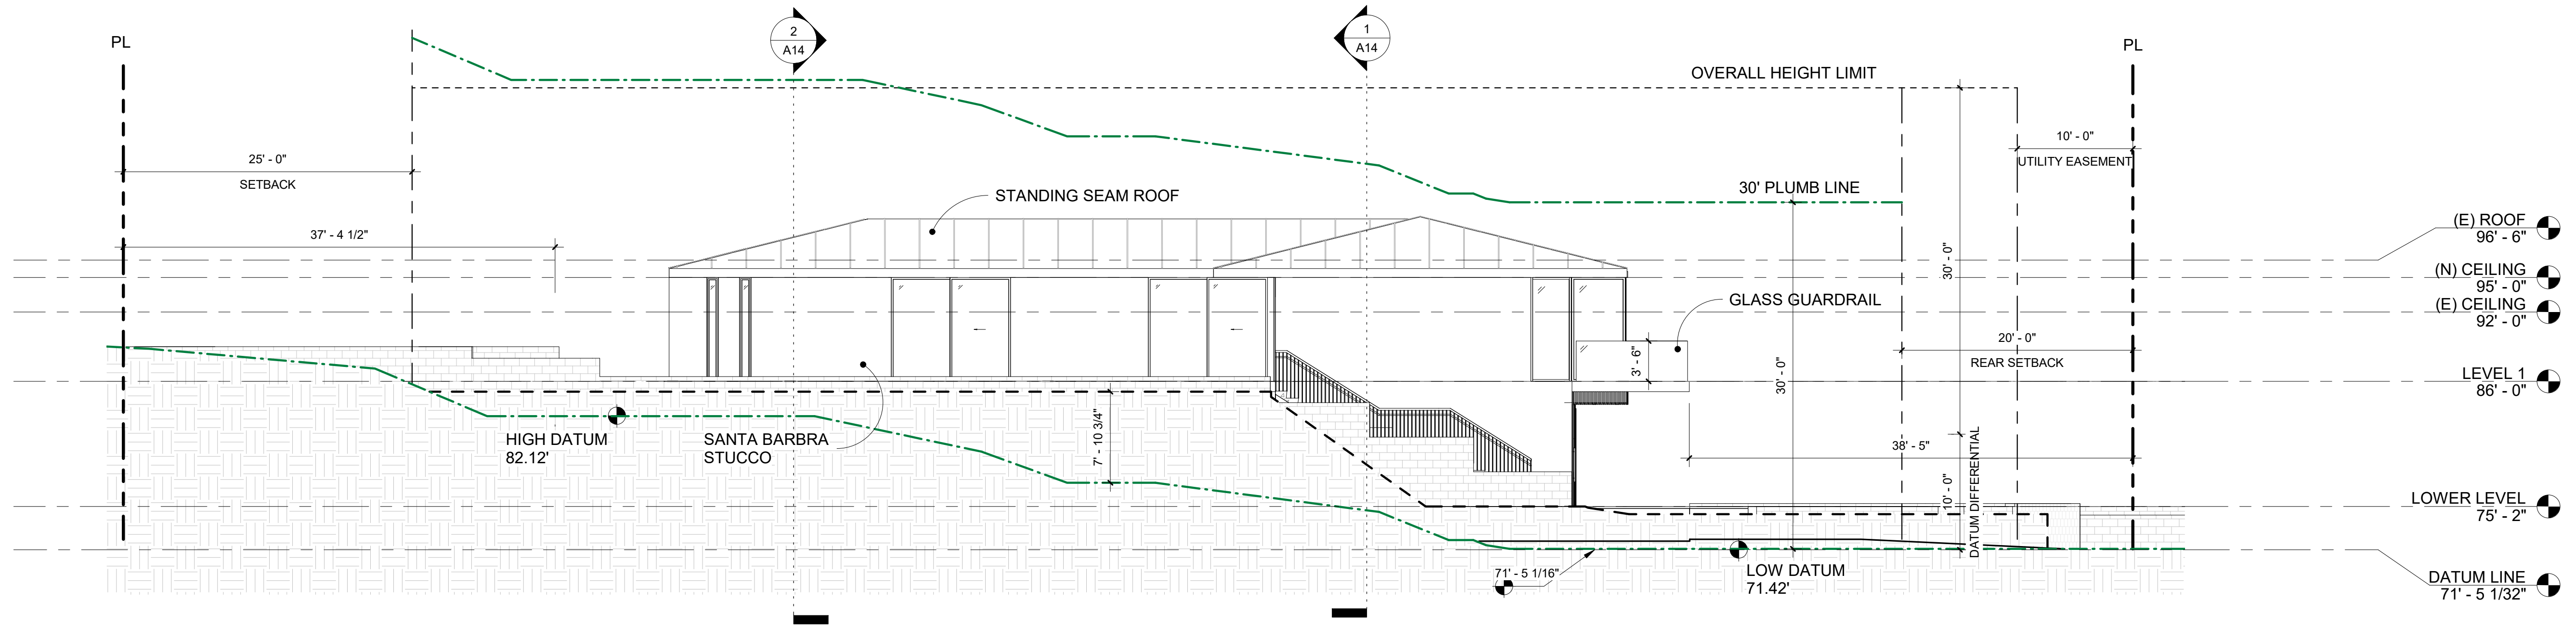 PL
2
A14
1
A14
PL
OVERALL HEIGHT LIMIT
10' - 0"
UTILITY EASEMENT
25' - 0"
SETBACK
STANDING SEAM ROOF
30' PLUMB LINE
37' - 4 1/2"
(E) ROOF
96' - 6"
30' - 0"
(N) CEILING
95' - 0"
GLASS GUARDRAIL
(E) CEILING
92' - 0"
20' - 0"
REAR SETBACK
3' - 6"
30' - 0"
LEVEL 1
86' - 0"
HIGH DATUM
82.12'
SANTA BARBRA
STUCCO
7' - 10 3/4"
38' - 5"
10' - 0"
DATUM DIFFERENTIAL
LOWER LEVEL
75' - 2"
71' - 5 1/16"
LOW DATUM
71.42'
DATUM LINE
71' - 5 1/32"